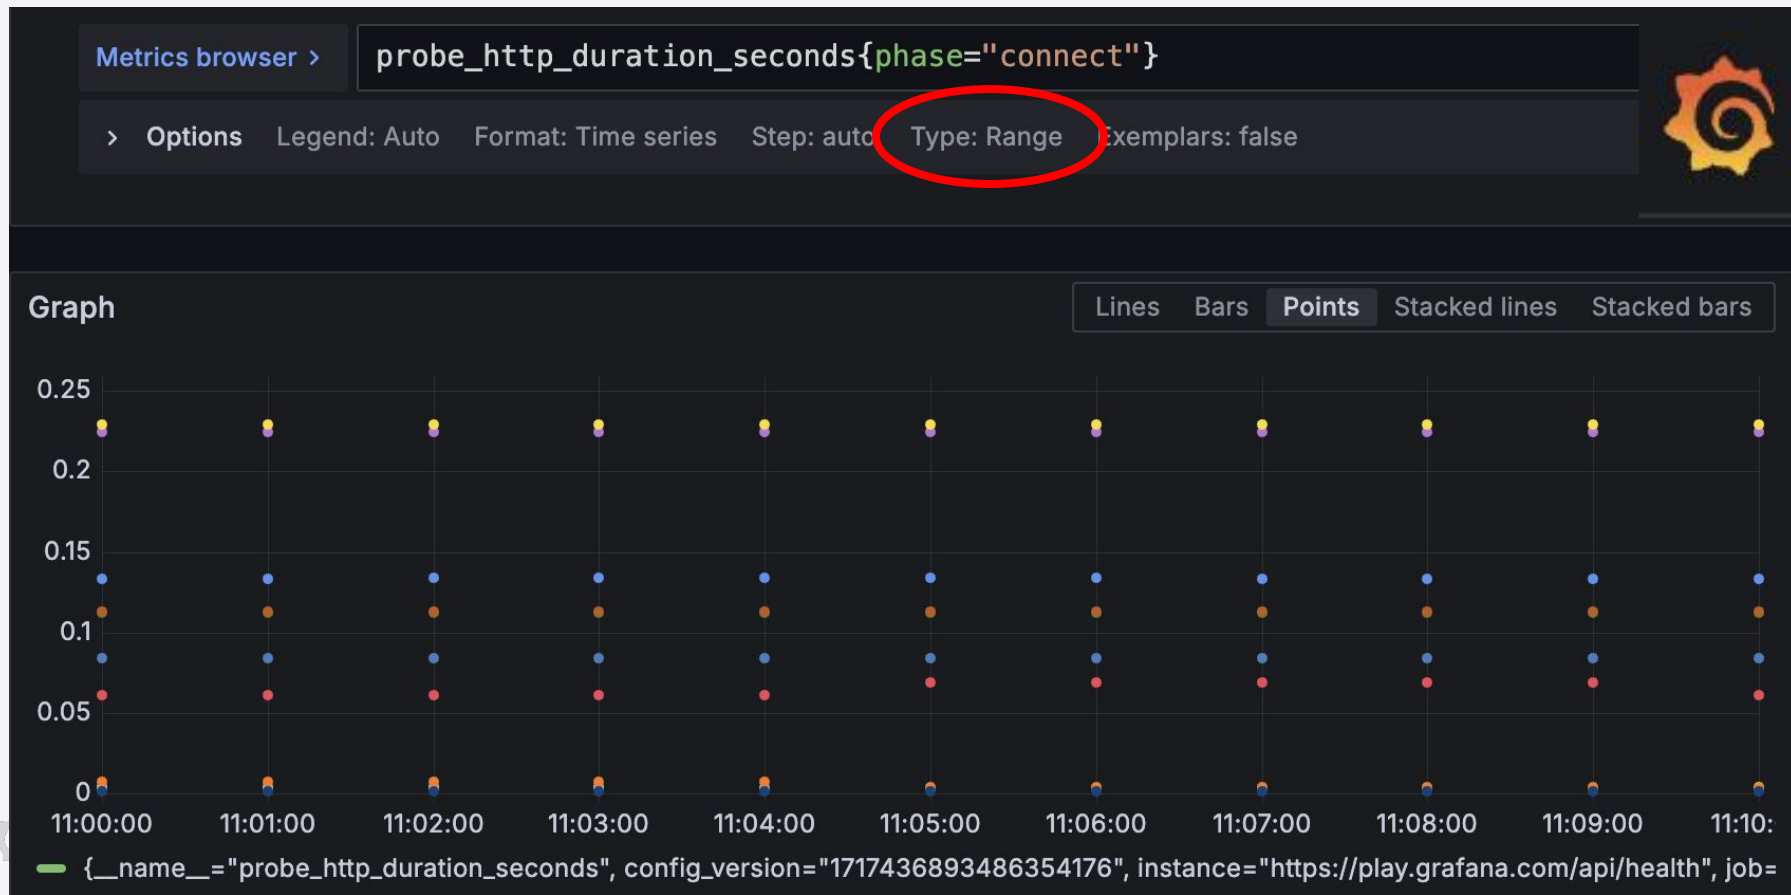 Metrics browser > probe_http_duration_seconds{phase="connect"}
> Options Legend: Auto Format: Time series Step: auto Type: Range Exemplars: false
Graph Lines Bars Points Stacked lines Stacked bars
0.25
0.2
0.15
0.1
0.05
0
11:00:00 11:01:00 11:02:00 11:03:00 11:04:00 11:05:00 11:06:00 11:07:00 11:08:00 11:09:00 11:10:
{__name__="probe_http_duration_seconds", config_version="1717436893486354176", instance="https://play.grafana.com/api/health", job=